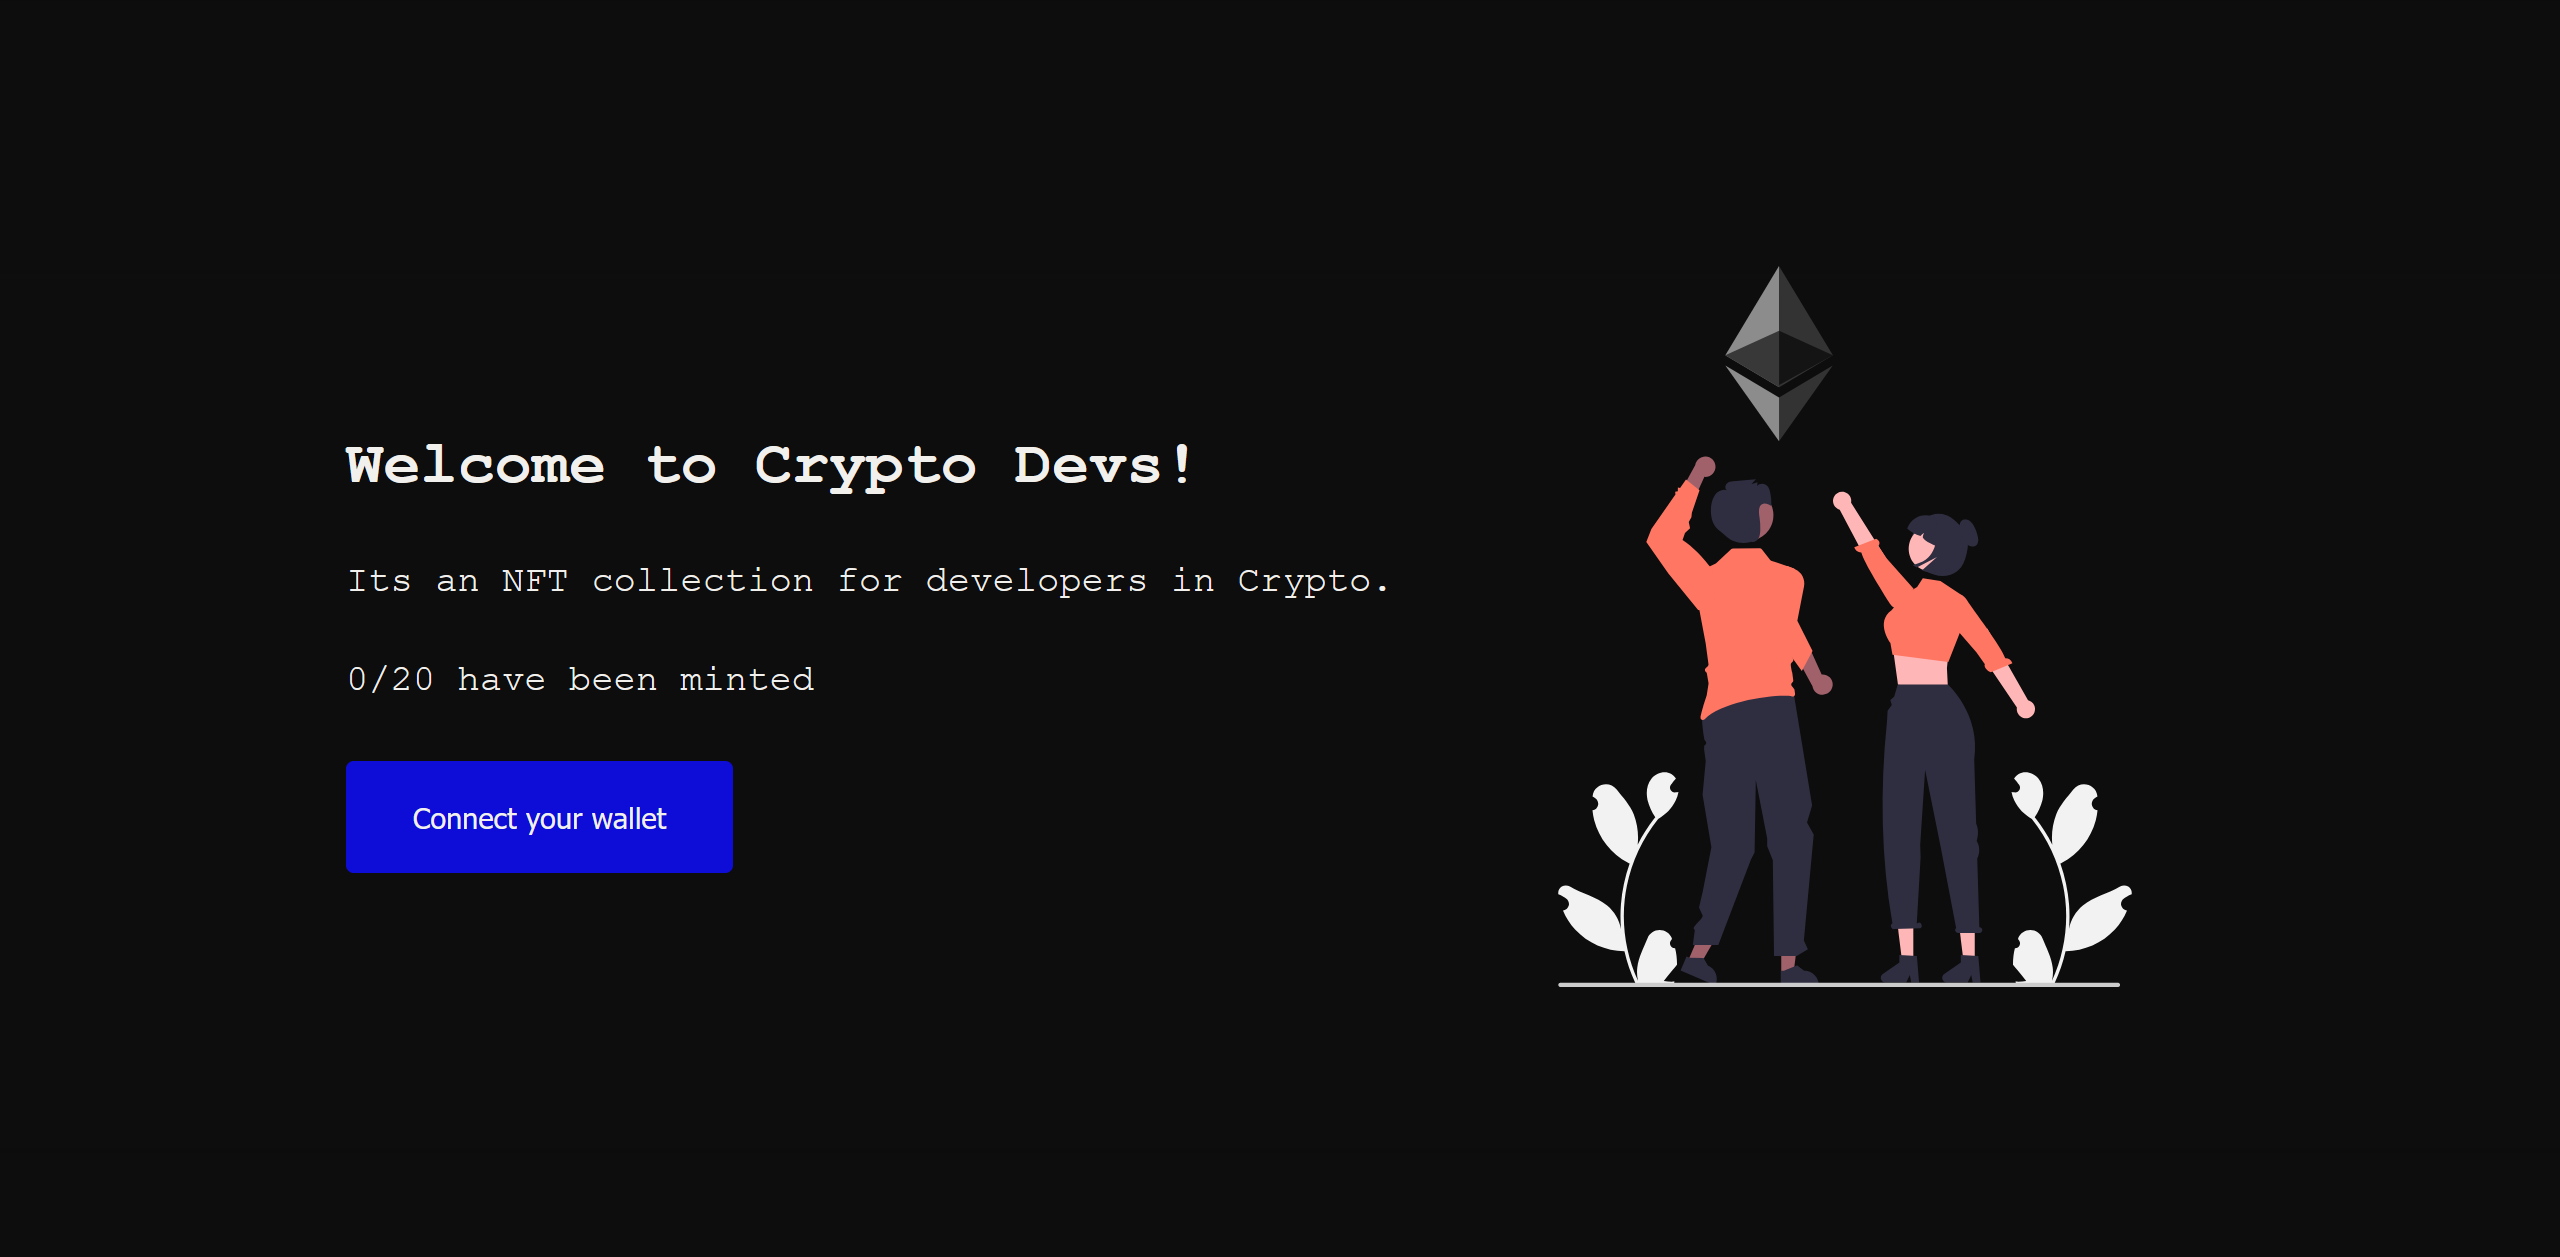 Welcome to Crypto Devs!
Its an NFT collection for developers in Crypto.
0/20 have been minted
Connect your wallet